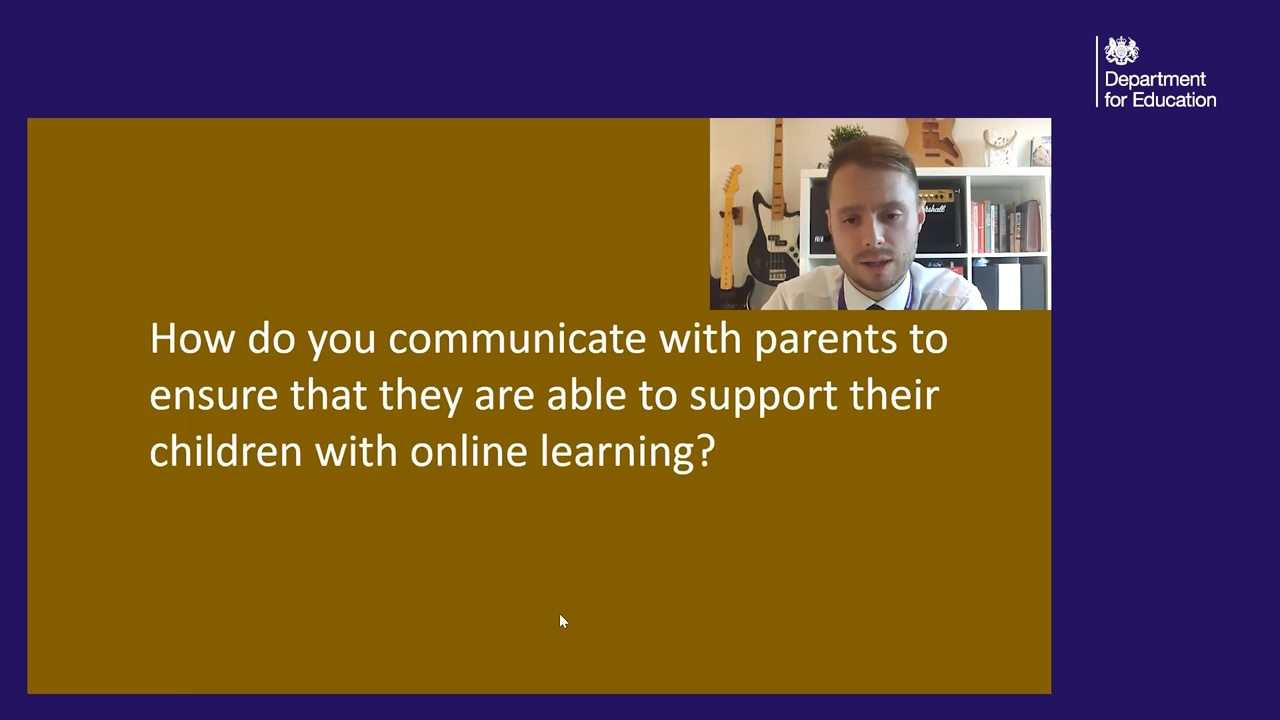 Department
for Education
rshall
How do you communicate with parents to
ensure that they are able to support their
children with online learning?